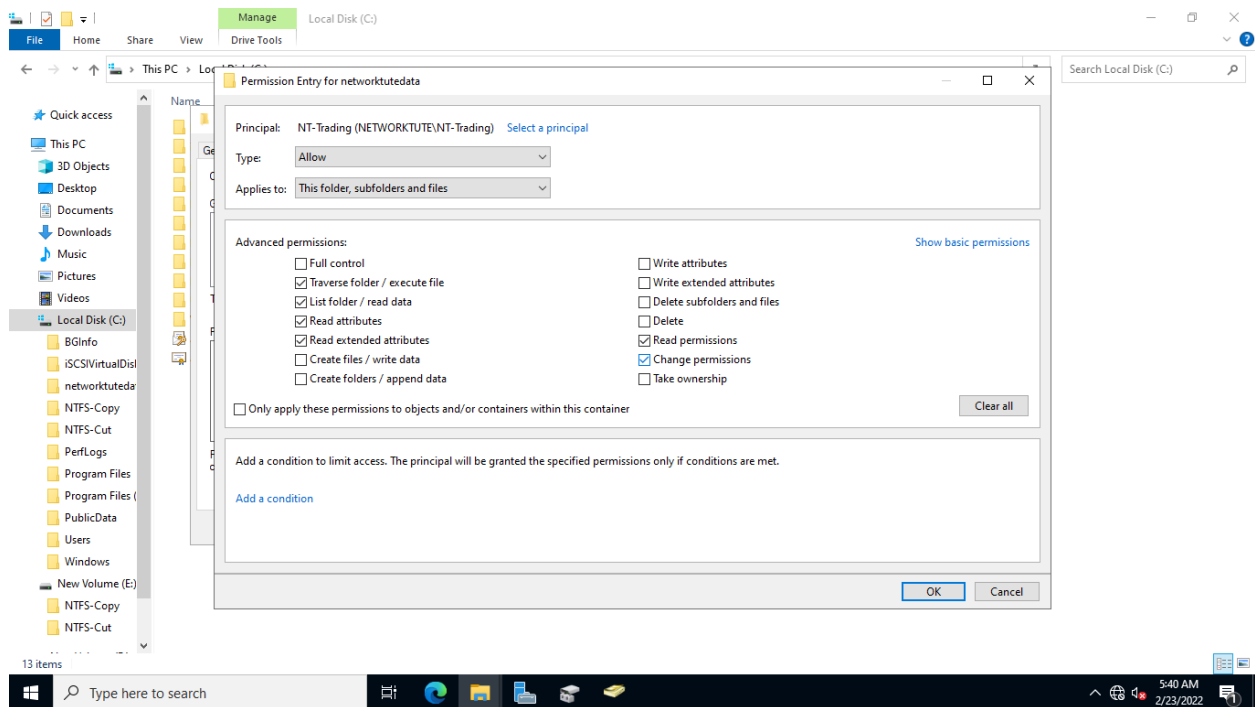 Manage
Local Disk (C:)
File
Home
Share
View
Drive Tools
This PC
Search Local Disk (C:)
Name
Quick access
This PC
3D Objects
Desktop
Documents
Downloads
Music
Pictures
Videos
Local Disk (C:)
BGInfo
iSCSIVirtualDisl
networktuteda
NTFS-Copy
NTFS-Cut
PerfLogs
Program Files
Program Files (
PublicData
Users
Windows
New Volume (E:)
NTFS-Copy
NTFS-Cut
13 items
Ge
Permission Entry for networktutedata
Principal: NT-Trading (NETWORKTUTE\NT-Trading) Select a principal
Type: Allow
Applies to: This folder, subfolders and files
Advanced permissions:
Show basic permissions
Full control
Traverse folder / execute file
List folder / read data
Read attributes
Read extended attributes
Create files / write data
Create folders / append data
Write attributes
Write extended attributes
Delete subfolders and files
Delete
Read permissions
Change permissions
Take ownership
Only apply these permissions to objects and/or containers within this container
Clear all
Add a condition to limit access. The principal will be granted the specified permissions only if conditions are met.
Add a condition
OK
Cancel
Type here to search
5:40 AM
2/23/2022
1